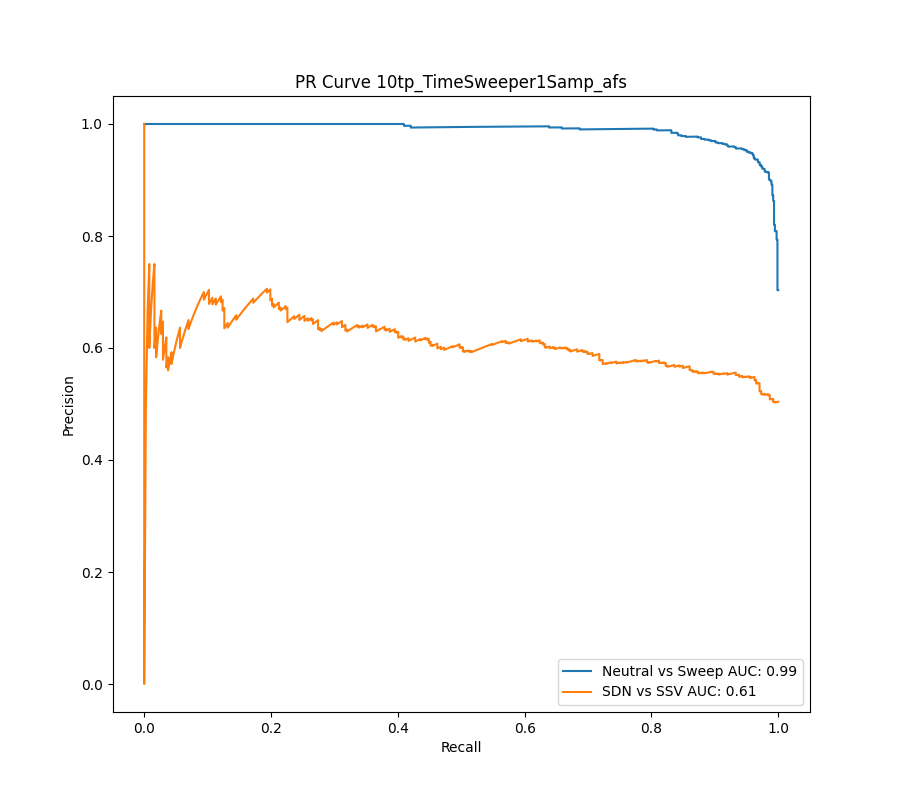 PR Curve 10tp_TimeSweeper1Samp_afs
1.0
0.8
0.6
0.4
0.2
0.0
Precision
0.0 0.2 0.4 0.6 0.8 1.0
Recall
Neutral vs Sweep AUC: 0.99
SDN vs SSV AUC: 0.61